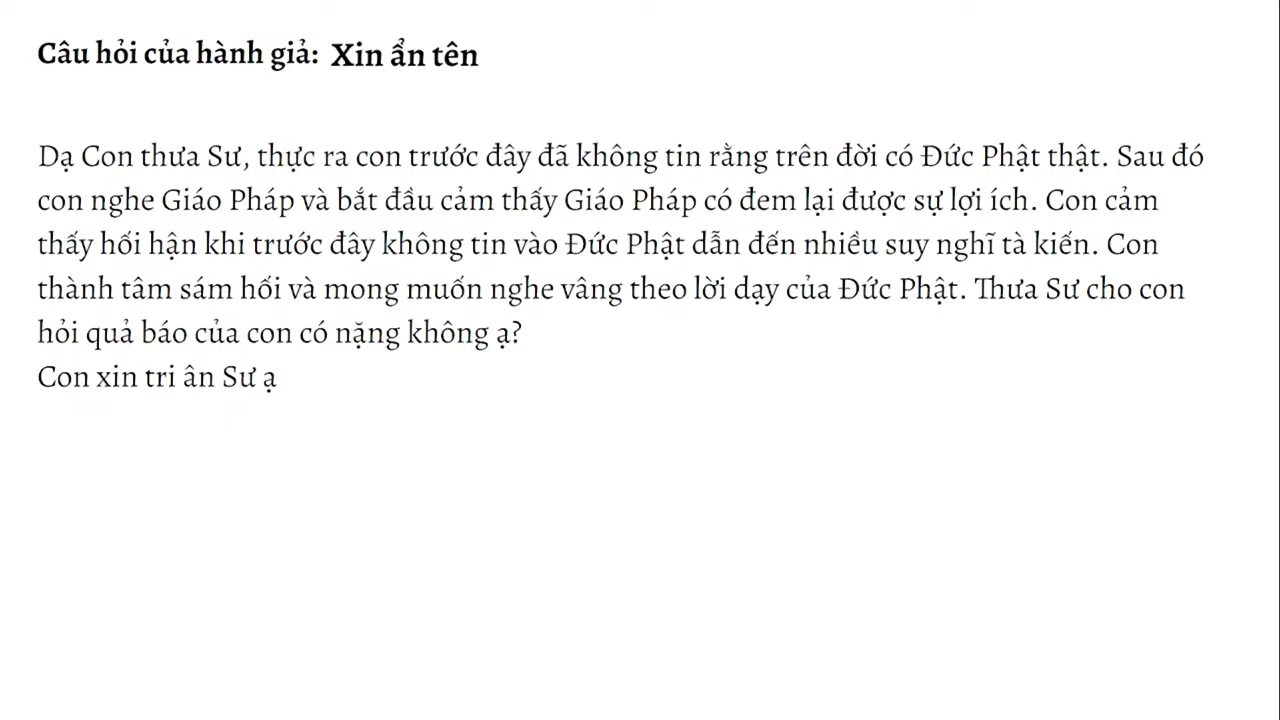 Câu hỏi của hành giả: Xin ẩn tên
Dạ Con thưa Sư, thực ra con trước đây đã không tin rằng trên đời có Đức Phật thật. Sau đó
con nghe Giáo Pháp và bắt đầu cảm thấy Giáo Pháp có đem lại được sự lợi ích. Con cảm
thấy hối hận khi trước đây không tin vào Đức Phật dẫn đến nhiều suy nghĩ tà kiến. Con
thành tâm sám hối và mong muốn nghe vâng theo lời dạy của Đức Phật. Thưa Sư cho con
hỏi quả báo của con có nặng không ạ?
Con xin tri ân Sư ạ